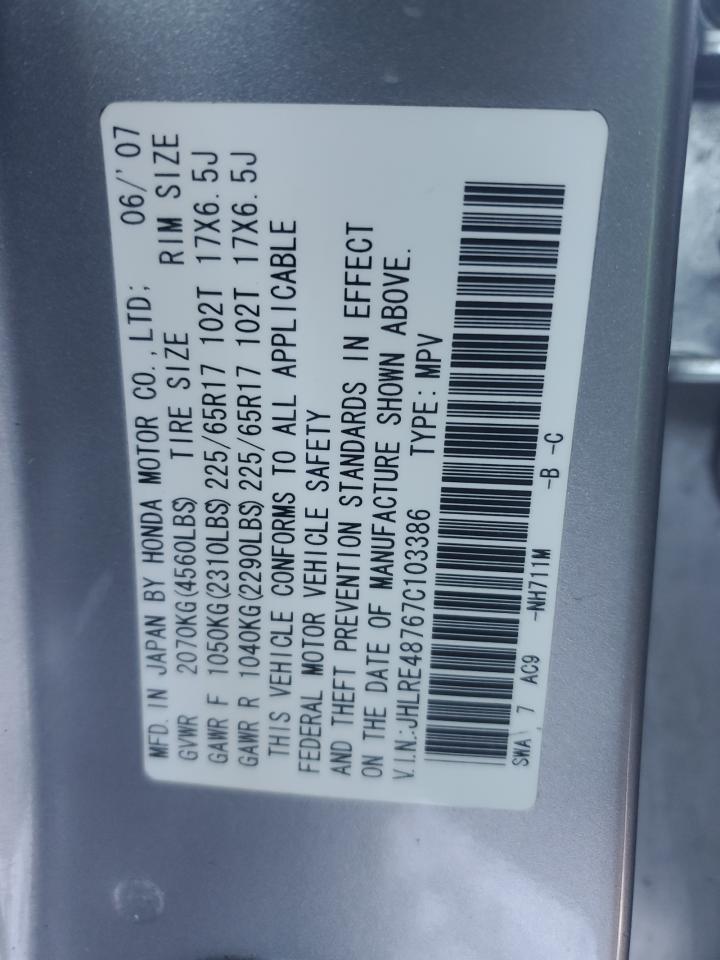 MFD. IN JAPAN BY HONDA MOTOR CO.,LTD; 06/'07
GVWR 2070KG(4560LBS) TIRE SIZE RIM SIZE
GAWR F 1050KG(2310LBS) 225/65R17 102T 17X6.5J
GAWR R 1040KG(2290LBS) 225/65R17 102T 17X6.5J
THIS VEHICLE CONFORMS TO ALL APPLICABLE
FEDERAL MOTOR VEHICLE SAFETY
AND THEFT PREVENTION STANDARDS IN EFFECT
ON THE DATE OF MANUFACTURE SHOWN ABOVE.
V.I.N:JHLRE48767C103386 TYPE: MPV
SWA 7 AC9 -NH711M -B -C